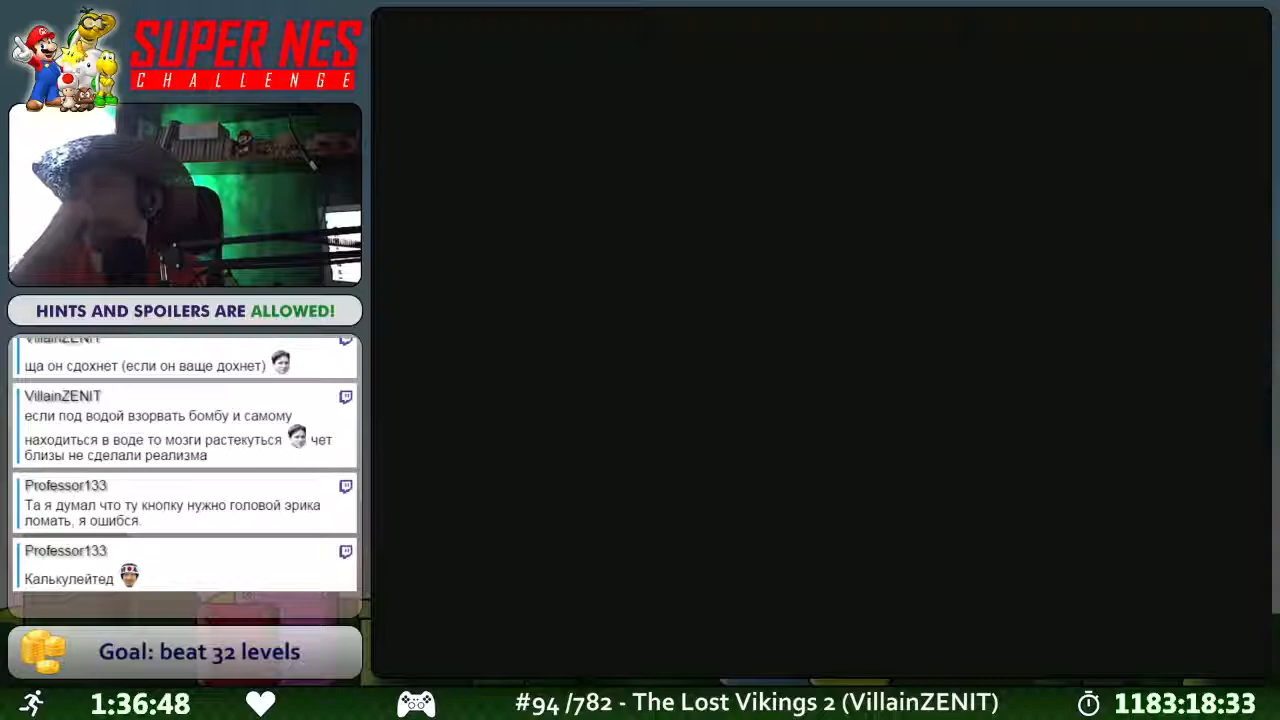 SUPER NES
CHALLENGE
HINTS AND SPOILERS ARE ALLOWED!
VillainZENIT
ща он сдохнет (если он ваще дохнет)
VillainZENIT
если под водой взорвать бомбу и самому
находиться в воде то мозги растекуться чет
близы не сделали реализма
Professor133
Та я думал что ту кнопку нужно головой эрика
ломать, я ошибся.
Professor133
Калькулейтед
Goal: beat 32 levels
1:36:48
#94 /782 - The Lost Vikings 2 (VillainZENIT)
1183:18:33